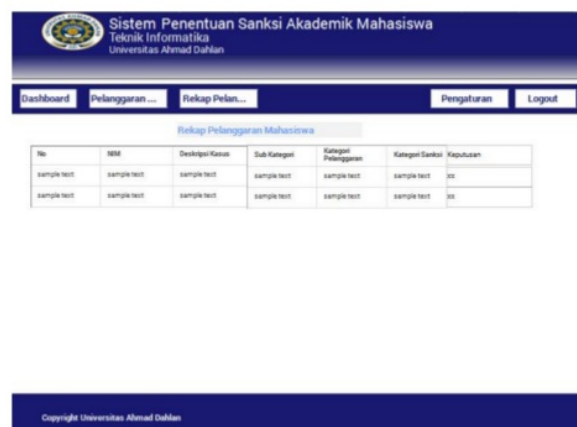 Sistem Penentuan Sanksi Akademik Mahasiswa
Teknik Informatika
Universitas Ahmad Dahlan
Dashboard Pelanggaran ... Rekap Pelan... Pengaturan Logout
Rekap Pelanggaran Mahasiswa
No NIM Deskripsi Kasus Sub Kategori Kategori Pelanggaran Kategori Sanksi Keputusan
sample text sample text sample text sample text sample text sample text xx
sample text sample text sample text sample text sample text sample text xx
Copyright Universitas Ahmad Dahlan